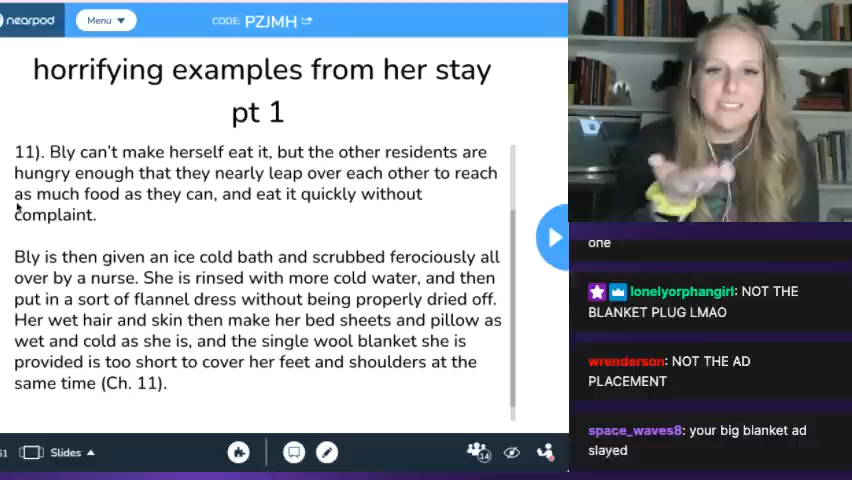 nearpod
Menu
CODE: PZJMH
horrifying examples from her stay
pt 1
11). Bly can't make herself eat it, but the other residents are
hungry enough that they nearly leap over each other to reach
as much food as they can, and eat it quickly without
complaint.
Bly is then given an ice cold bath and scrubbed ferociously all
over by a nurse. She is rinsed with more cold water, and then
put in a sort of flannel dress without being properly dried off.
Her wet hair and skin then make her bed sheets and pillow as
wet and cold as she is, and the single wool blanket she is
provided is too short to cover her feet and shoulders at the
same time (Ch. 11).
Slides
14
one
lonelyorphangirl: NOT THE
BLANKET PLUG LMAO
wrenderson: NOT THE AD
PLACEMENT
space_waves8: your big blanket ad
slayed